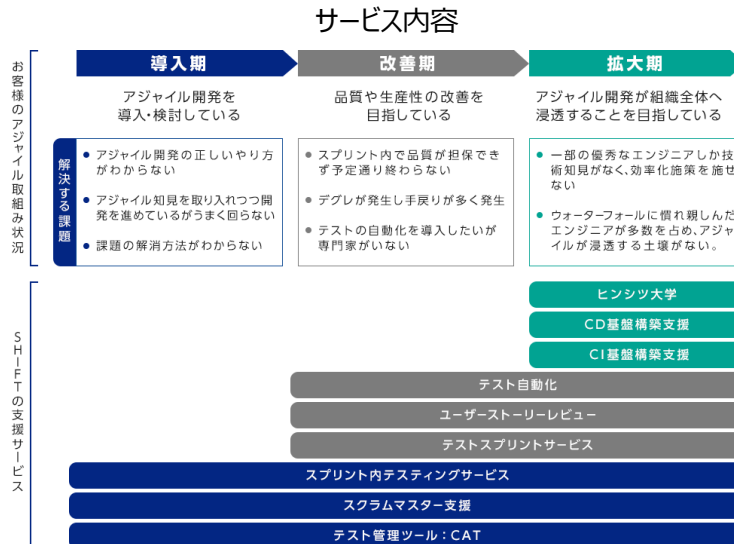 サービス内容
お客様のアジャイル取組み状況
導入期
改善期
拡大期
アジャイル開発を
導入・検討している
品質や生産性の改善を
目指している
アジャイル開発が組織全体へ
浸透することを目指している
解決する課題
● アジャイル開発の正しいやり方
がわからない
● アジャイル知見を取り入れつつ開
発を進めているがうまく回らない
● 課題の解消方法がわからない
● スプリント内で品質が担保でき
ず予定通り終わらない
● デグレが発生し手戻りが多く発生
● テストの自動化を導入したいが
専門家がいない
● 一部の優秀なエンジニアしか技
術知見がなく、効率化施策を施せ
ない
● ウォーターフォールに慣れ親しんだ
エンジニアが多数を占め、アジャ
イルが浸透する土壌がない。
SHIFTの支援サービス
ヒンシツ大学
CD基盤構築支援
CI基盤構築支援
テスト自動化
ユーザーストーリーレビュー
テストスプリントサービス
スプリント内テスティングサービス
スクラムマスター支援
テスト管理ツール：CAT